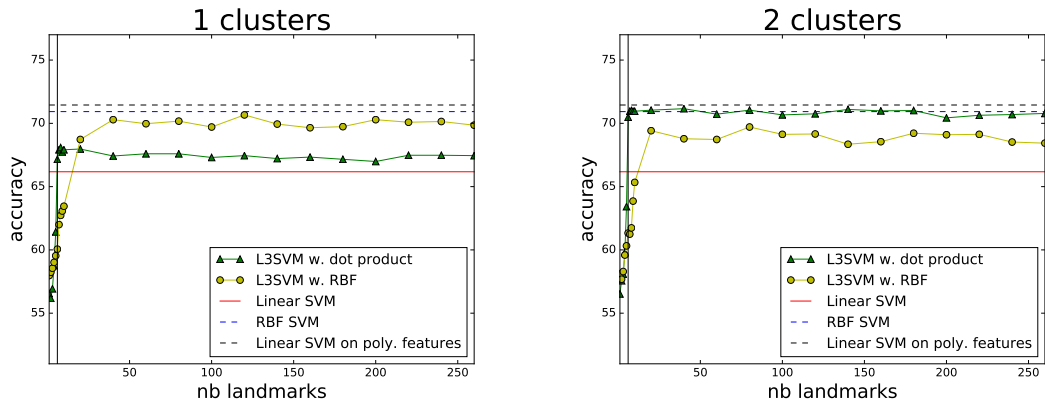 1 clusters
accuracy
75
70
65
60
55
50
100
150
200
250
nb landmarks
L3SVM w. dot product
L3SVM w. RBF
Linear SVM
RBF SVM
Linear SVM on poly. features
2 clusters
accuracy
75
70
65
60
55
50
100
150
200
250
nb landmarks
L3SVM w. dot product
L3SVM w. RBF
Linear SVM
RBF SVM
Linear SVM on poly. features